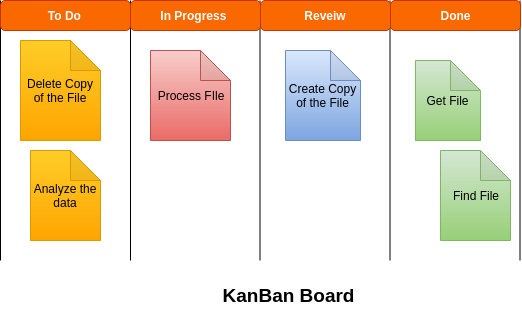 To Do
In Progress
Reveiw
Done
Delete Copy
of the File
Analyze the
data
Process FIle
Create Copy
of the File
Get File
Find File
KanBan Board